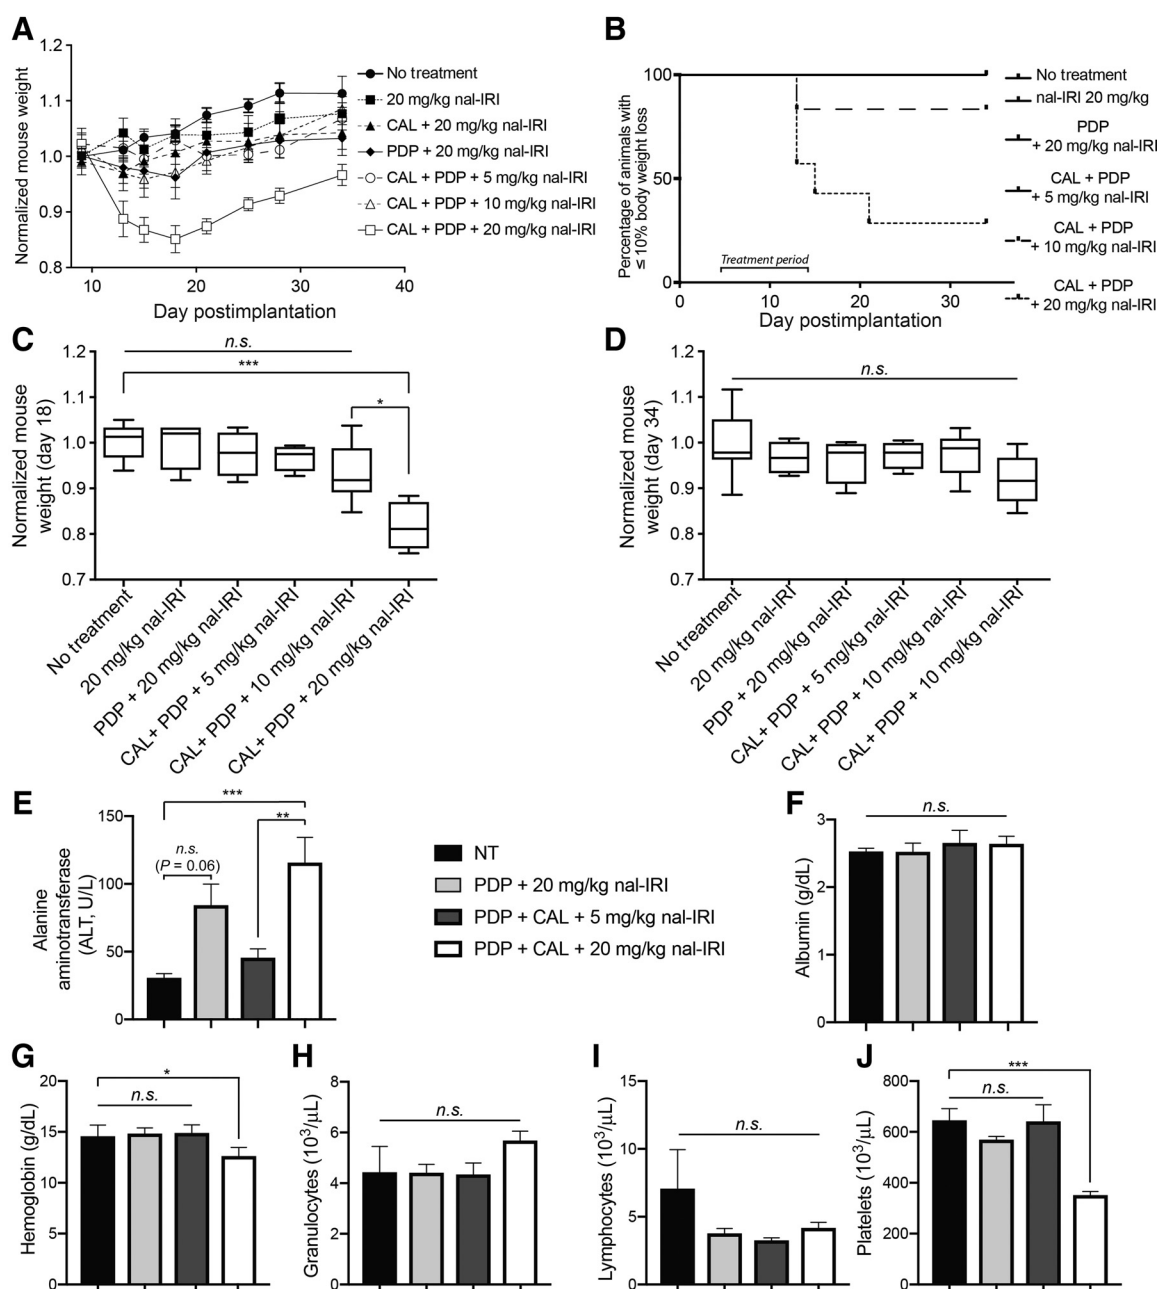 A
1.2
1.1
1.0
0.9
0.8
Normalized mouse weight
10
20
30
40
Day postimplantation
No treatment
20 mg/kg nal-IRI
CAL + 20 mg/kg nal-IRI
PDP + 20 mg/kg nal-IRI
CAL + PDP + 5 mg/kg nal-IRI
CAL + PDP + 10 mg/kg nal-IRI
CAL + PDP + 20 mg/kg nal-IRI
B
100
50
0
Percentage of animals with
≤ 10% body weight loss
Treatment period
0
10
20
30
Day postimplantation
No treatment
nal-IRI 20 mg/kg
PDP
+ 20 mg/kg nal-IRI
CAL + PDP
+ 5 mg/kg nal-IRI
CAL + PDP
+ 10 mg/kg nal-IRI
CAL + PDP
+ 20 mg/kg nal-IRI
C
1.2
1.1
1.0
0.9
0.8
0.7
Normalized mouse
weight (day 18)
n.s.
***
*
No treatment
20 mg/kg nal-IRI
PDP + 20 mg/kg nal-IRI
CAL+ PDP + 5 mg/kg nal-IRI
CAL+ PDP + 10 mg/kg nal-IRI
CAL+ PDP + 20 mg/kg nal-IRI
D
1.2
1.1
1.0
0.9
0.8
0.7
Normalized mouse
weight (day 34)
n.s.
No treatment
20 mg/kg nal-IRI
PDP + 20 mg/kg nal-IRI
CAL+ PDP + 5 mg/kg nal-IRI
CAL+ PDP + 10 mg/kg nal-IRI
CAL+ PDP + 10 mg/kg nal-IRI
E
150
100
50
0
Alanine
aminotransferase
(ALT, U/L)
***
**
n.s.
(P = 0.06)
NT
PDP + 20 mg/kg nal-IRI
PDP + CAL + 5 mg/kg nal-IRI
PDP + CAL + 20 mg/kg nal-IRI
F
3
2
1
0
Albumin (g/dL)
n.s.
G
20
15
10
5
0
Hemoglobin (g/dL)
*
n.s.
H
8
6
4
2
0
Granulocytes (10³/μL)
n.s.
I
15
10
5
0
Lymphocytes (10³/μL)
n.s.
J
800
600
400
200
0
Platelets (10³/μL)
***
n.s.